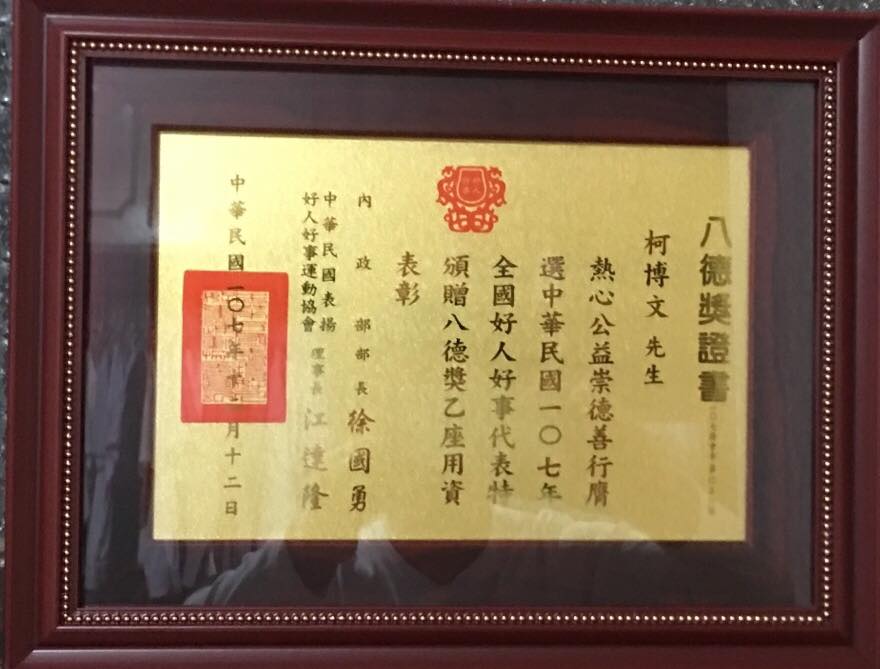 八德獎證書
柯博文 先生
熱心公益崇德善行膺
選中華民國一〇七年
全國好人好事代表特
頒贈八德獎乙座用資
表彰
內政部部長 徐國勇
中華民國表揚
好人好事運動協會 理事長 江達隆
中華民國一〇七年 月十二日